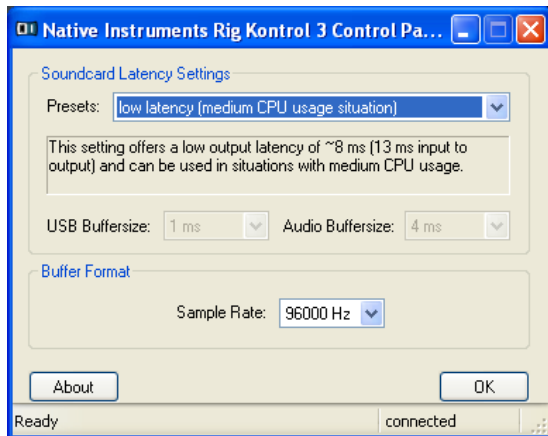 Native Instruments Rig Kontrol 3 Control Pa...
Soundcard Latency Settings
Presets: low latency (medium CPU usage situation)
This setting offers a low output latency of ~8 ms (13 ms input to
output) and can be used in situations with medium CPU usage.
USB Buffersize: 1 ms Audio Buffersize: 4 ms
Buffer Format
Sample Rate: 96000 Hz
About OK
Ready connected